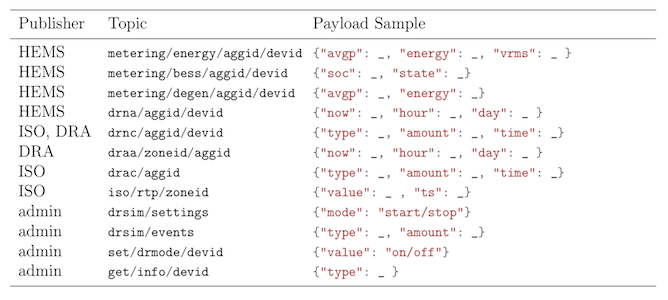 Publisher Topic Payload Sample
HEMS metering/energy/aggid/devid {"avgp": _, "energy": _, "vrms": _ }
HEMS metering/bess/aggid/devid {"soc": _, "state": _}
HEMS metering/degen/aggid/devid {"avgp": _, "energy": _}
HEMS drna/aggid/devid {"now": _, "hour": _, "day": _ }
ISO, DRA drnc/aggid/devid {"type": _, "amount": _, "time": _}
DRA draa/zoneid/aggid {"now": _, "hour": _, "day": _ }
ISO drac/aggid {"type": _, "amount": _, "time": _}
ISO iso/rtp/zoneid {"value": _ , "ts": _}
admin drsim/settings {"mode": "start/stop"}
admin drsim/events {"type": _, "amount": _}
admin set/drmode/devid {"value": "on/off"}
admin get/info/devid {"type": _ }